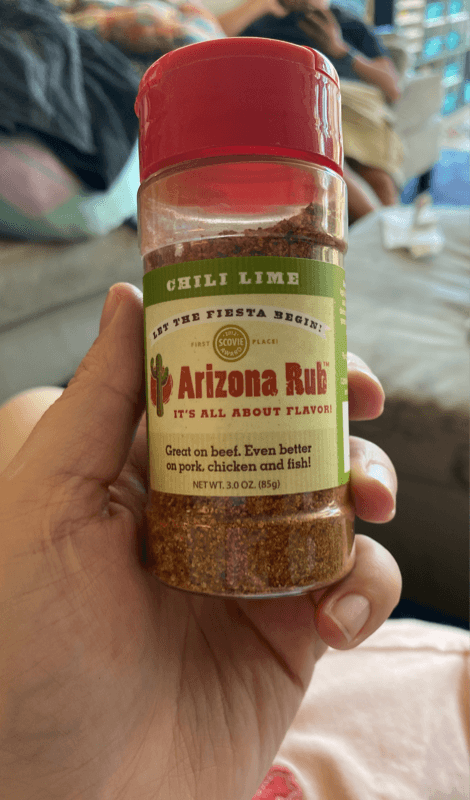 CHILI LIME
LET THE FIESTA BEGIN!
FIRST SCOVIE PLACE!
AWARD
Arizona Rub™
IT'S ALL ABOUT FLAVOR!
Great on beef. Even better
on pork, chicken and fish!
NET WT. 3.0 OZ. (85g)